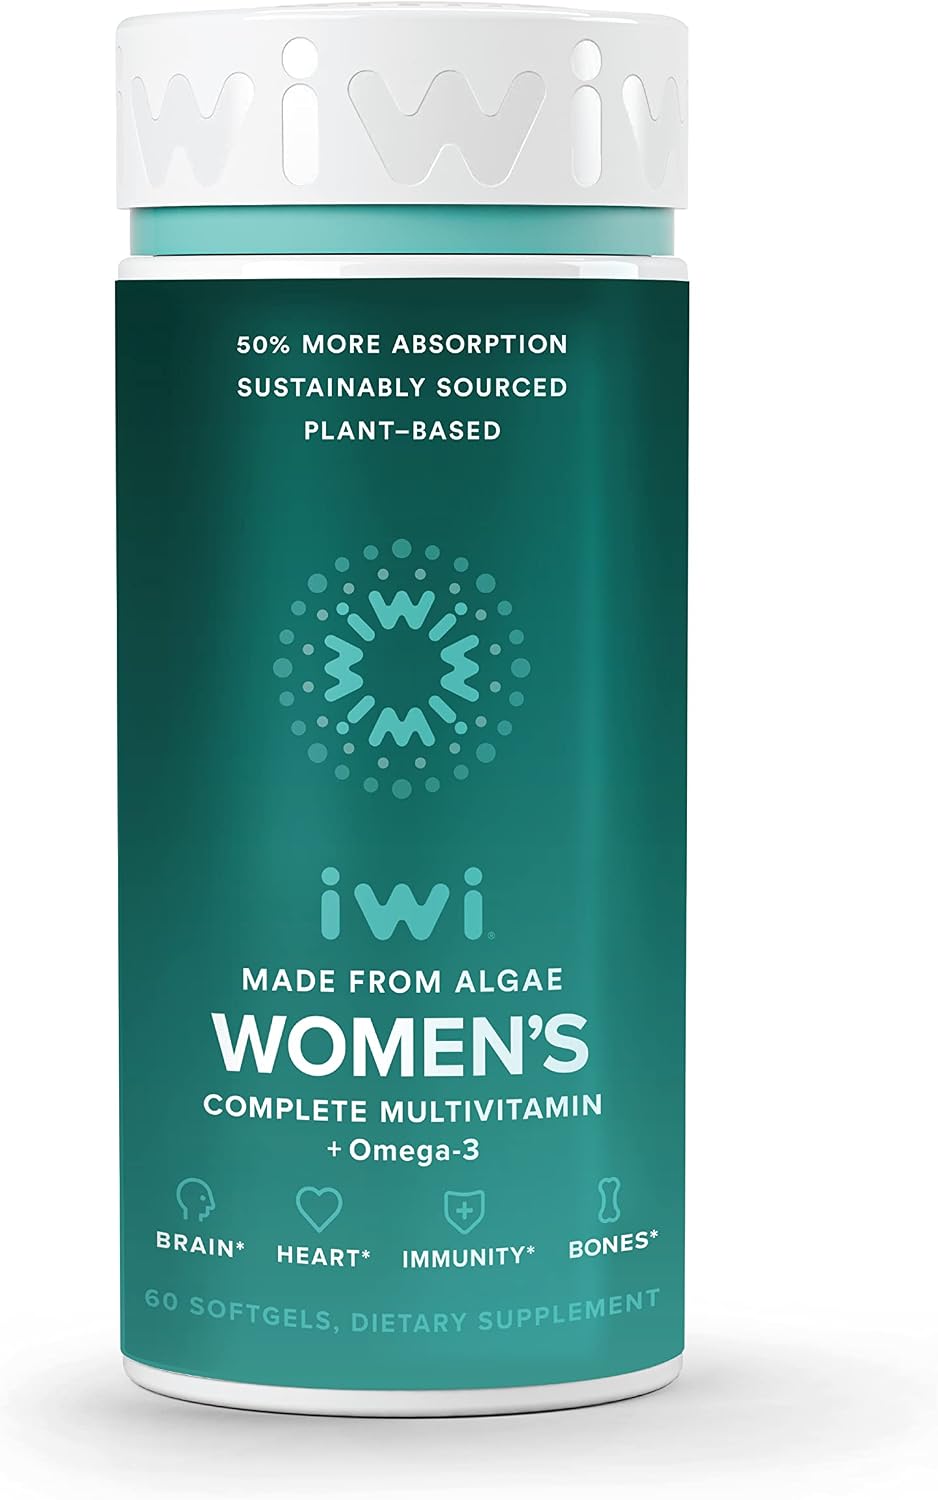 iwiwiw
50% MORE ABSORPTION
SUSTAINABLY SOURCED
PLANT–BASED
iwiwiwiw
iwi®
MADE FROM ALGAE
WOMEN'S
COMPLETE MULTIVITAMIN
+ Omega-3
BRAIN* HEART* IMMUNITY* BONES*
60 SOFTGELS, DIETARY SUPPLEMENT